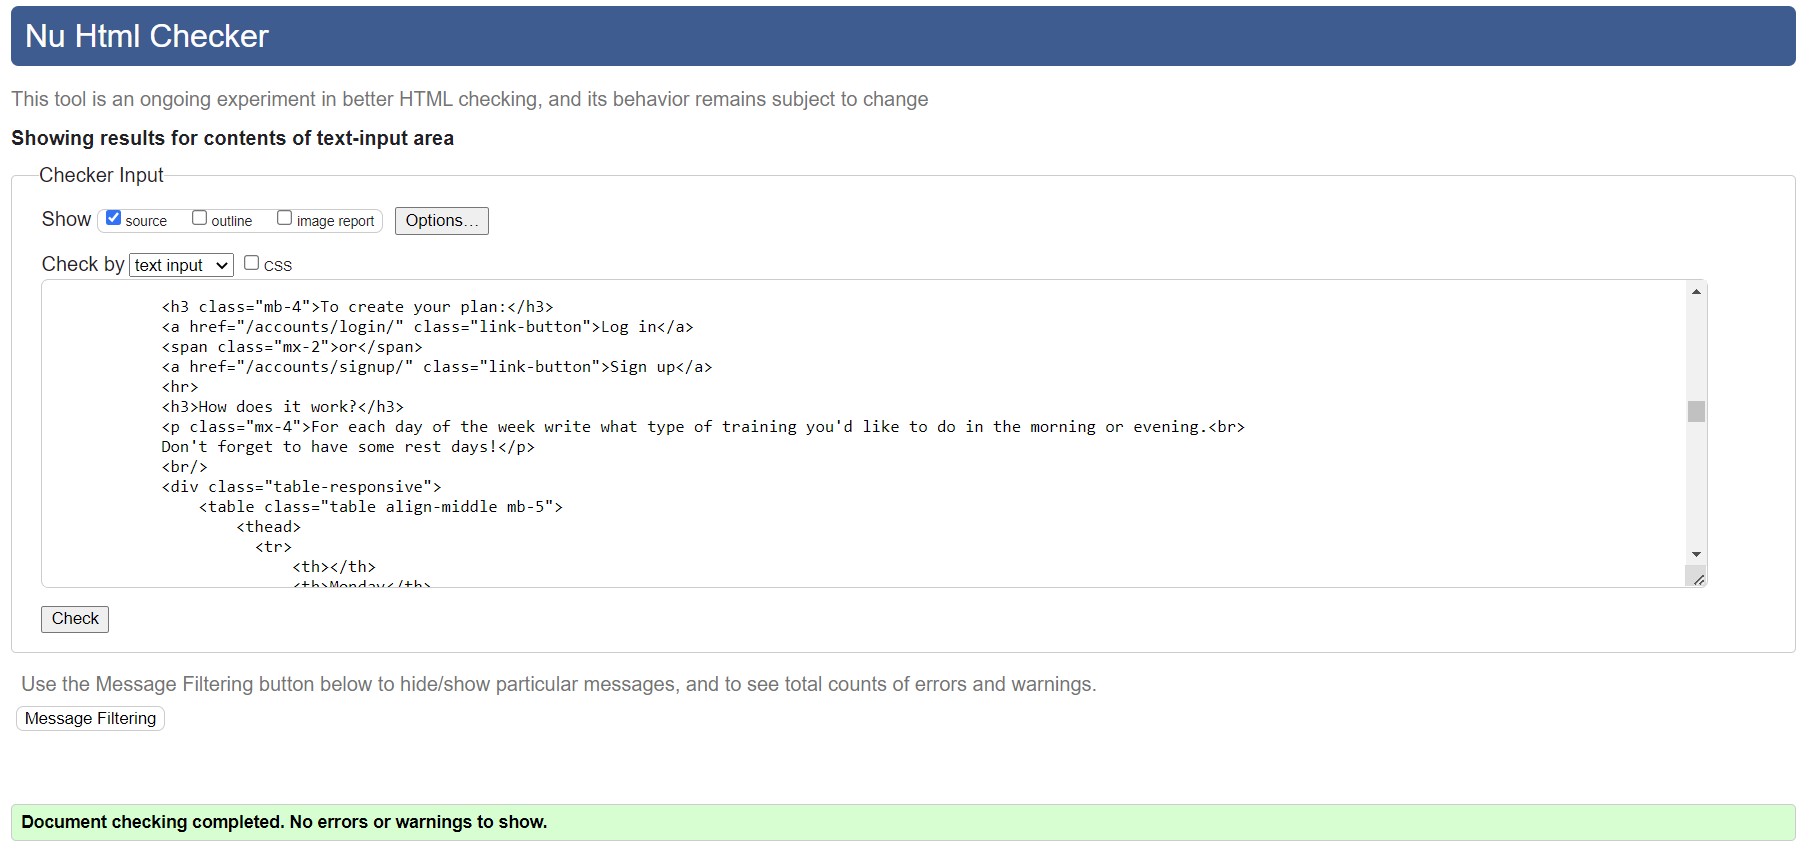 Nu Html Checker
This tool is an ongoing experiment in better HTML checking, and its behavior remains subject to change
Showing results for contents of text-input area
Checker Input
Show source outline image report Options...
Check by text input CSS
<h3 class="mb-4">To create your plan:</h3>
<a href="/accounts/login/" class="link-button">Log in</a>
<span class="mx-2">or</span>
<a href="/accounts/signup/" class="link-button">Sign up</a>
<hr>
<h3>How does it work?</h3>
<p class="mx-4">For each day of the week write what type of training you'd like to do in the morning or evening.<br>
Don't forget to have some rest days!</p>
<br/>
<div class="table-responsive">
<table class="table align-middle mb-5">
<thead>
<tr>
<th></th>
<th>Monday</th>
Check
Use the Message Filtering button below to hide/show particular messages, and to see total counts of errors and warnings.
Message Filtering
Document checking completed. No errors or warnings to show.